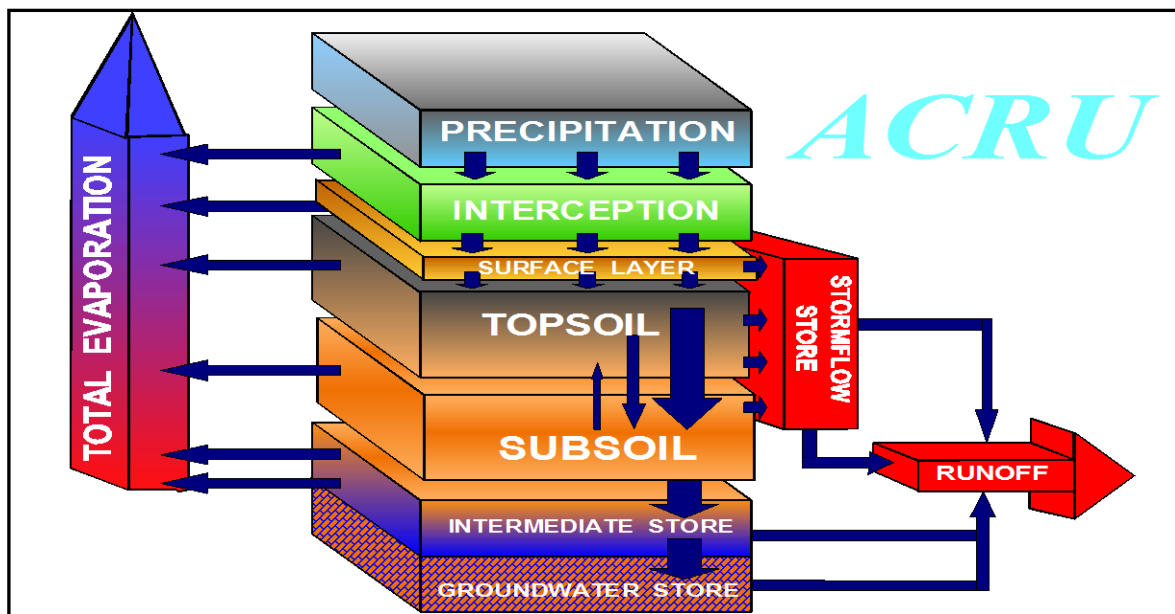 ACRU
PRECIPITATION
INTERCEPTION
SURFACE LAYER
TOPSOIL
SUBSOIL
INTERMEDIATE STORE
GROUNDWATER STORE
TOTAL EVAPORATION
STORMFLOW
STORE
RUNOFF